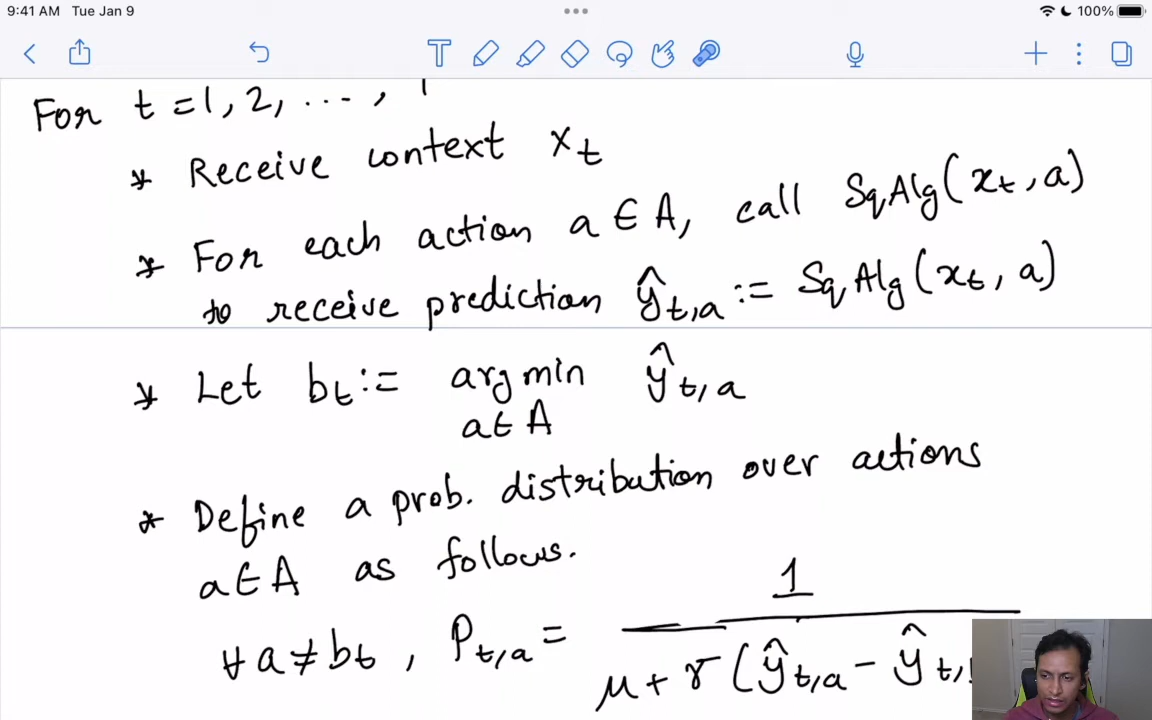 9:41 AM Tue Jan 9
100%
For t=1, 2, ...,
* Receive context x_t
* For each action a ∈ A, call SqAlg(x_t, a)
to receive prediction ŷ_{t,a} := SqAlg(x_t, a)
* Let b_t := arg min ŷ_{t,a}
a∈A
* Define a prob. distribution over actions
a∈A as follows.
1
∀ a≠b_t, P_{t,a} =
μ + γ(ŷ_{t,a} - ŷ_{t,